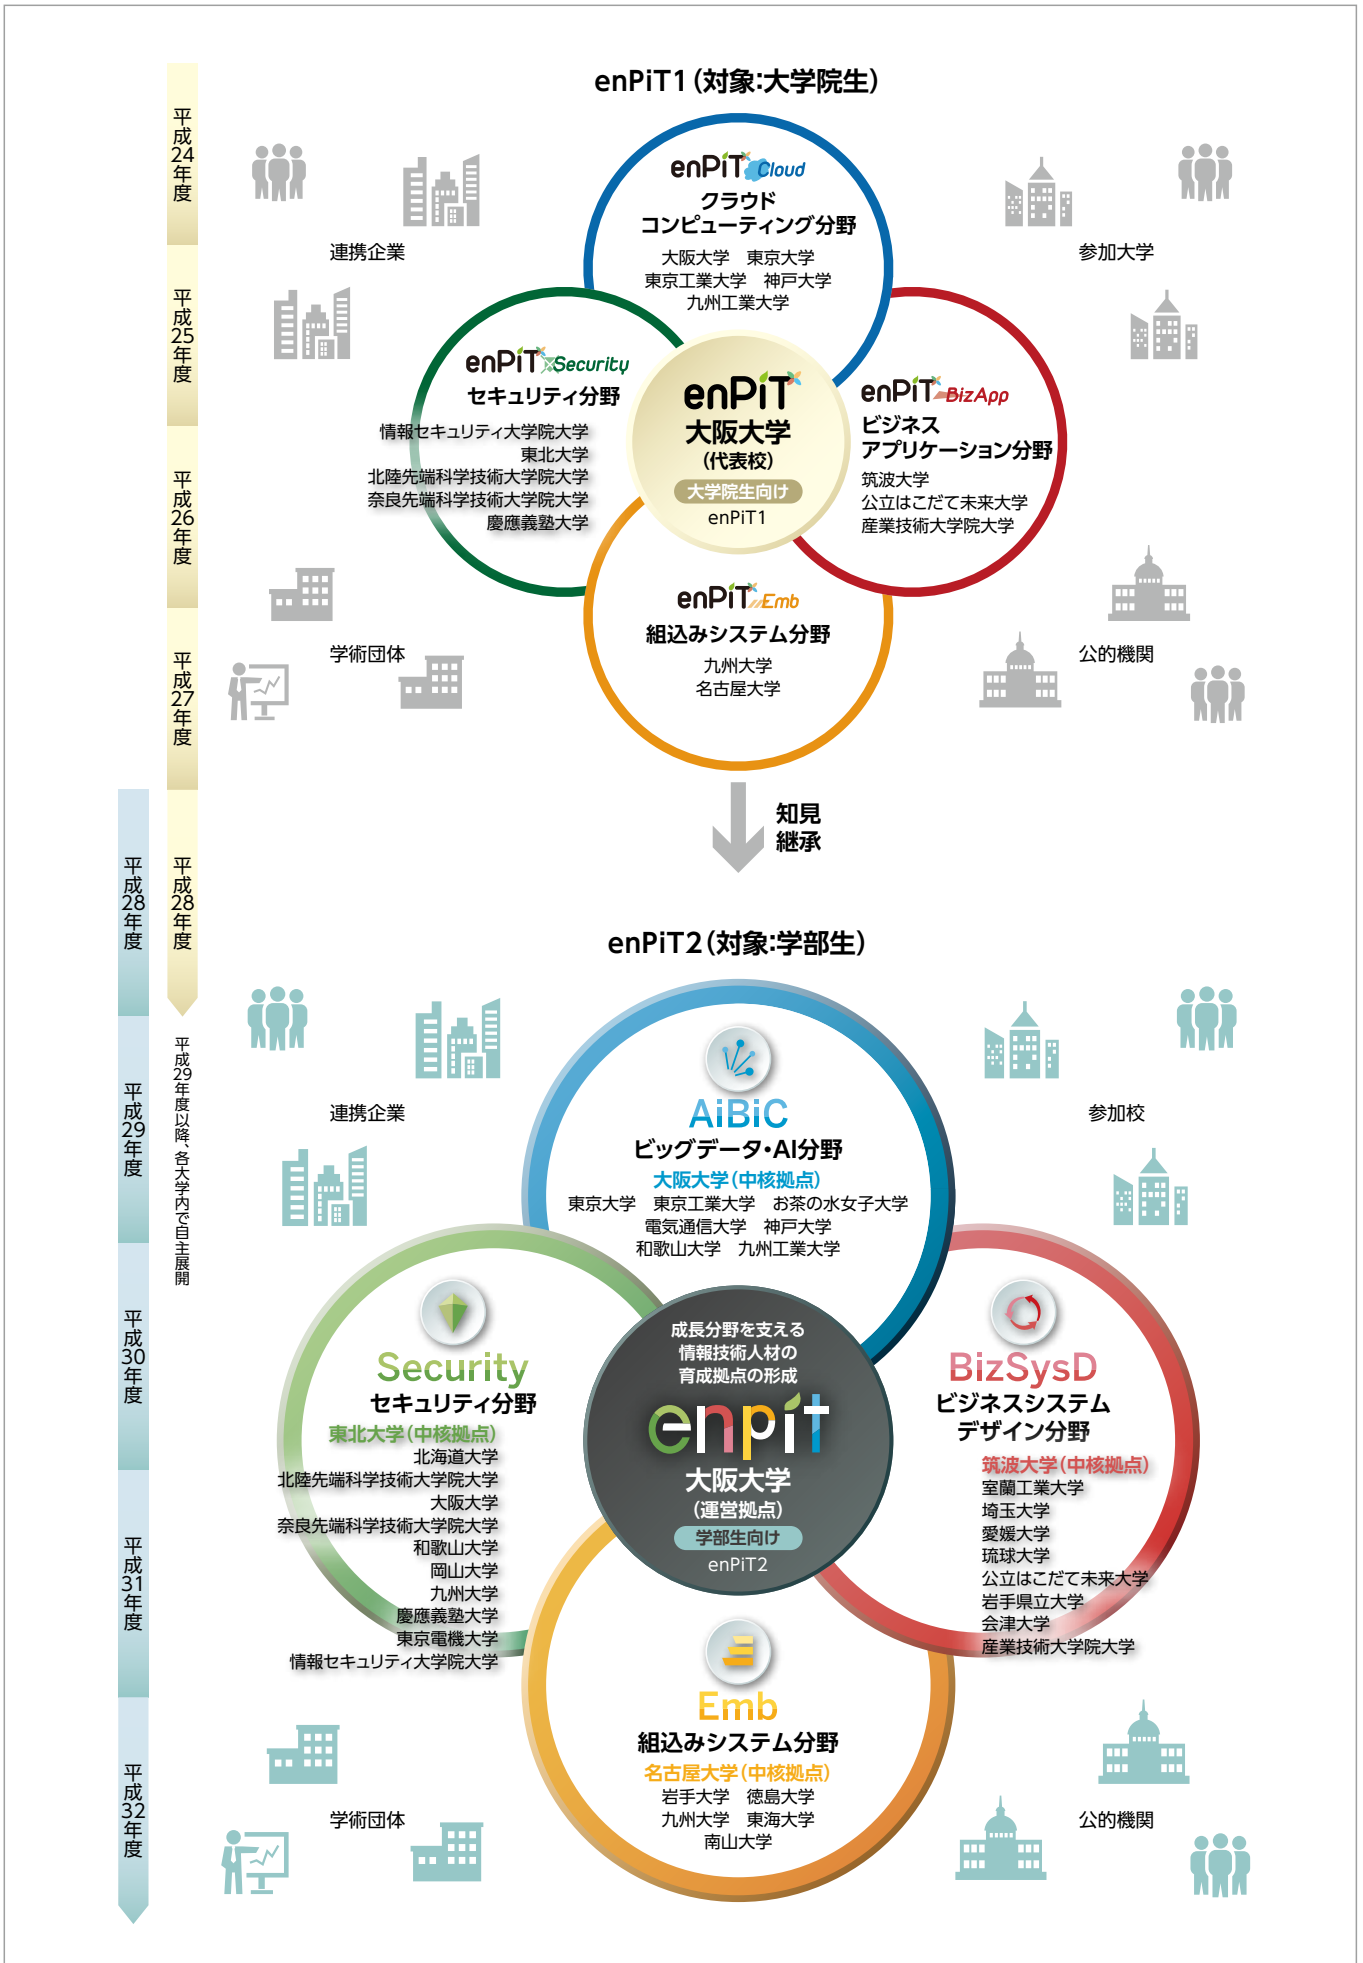 enPiT1（対象：大学院生）
平成24年度
平成25年度
平成26年度
平成27年度
平成28年度
連携企業
参加大学
enPiT Cloud
クラウド
コンピューティング分野
大阪大学　東京大学
東京工業大学　神戸大学
九州工業大学
enPiT Security
セキュリティ分野
情報セキュリティ大学院大学
東北大学
北陸先端科学技術大学院大学
奈良先端科学技術大学院大学
慶應義塾大学
enPiT
大阪大学
（代表校）
大学院生向け
enPiT1
enPiT BizApp
ビジネス
アプリケーション分野
筑波大学
公立はこだて未来大学
産業技術大学院大学
enPiT Emb
組込みシステム分野
九州大学
名古屋大学
学術団体
公的機関
知見
継承
平成28年度
平成29年度
平成30年度
平成31年度
平成32年度
平成29年度以降、各大学内で自主展開
enPiT2（対象：学部生）
連携企業
参加校
AiBiC
ビッグデータ・AI分野
大阪大学（中核拠点）
東京大学　東京工業大学　お茶の水女子大学
電気通信大学　神戸大学
和歌山大学　九州工業大学
Security
セキュリティ分野
東北大学（中核拠点）
北海道大学
北陸先端科学技術大学院大学
大阪大学
奈良先端科学技術大学院大学
和歌山大学
岡山大学
九州大学
慶應義塾大学
東京電機大学
情報セキュリティ大学院大学
成長分野を支える
情報技術人材の
育成拠点の形成
enpit
大阪大学
（運営拠点）
学部生向け
enPiT2
BizSysD
ビジネスシステム
デザイン分野
筑波大学（中核拠点）
室蘭工業大学
埼玉大学
愛媛大学
琉球大学
公立はこだて未来大学
岩手県立大学
会津大学
産業技術大学院大学
Emb
組込みシステム分野
名古屋大学（中核拠点）
岩手大学　徳島大学
九州大学　東海大学
南山大学
学術団体
公的機関